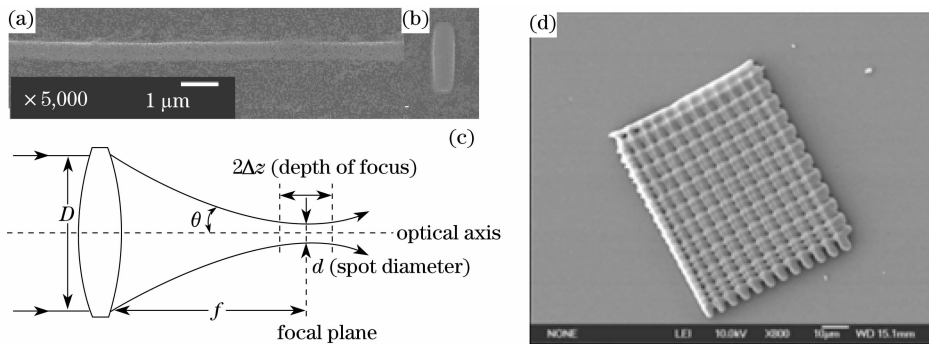 (a)
(b)
× 5,000 1 μm
(c)
2Δz (depth of focus)
D
θ
optical axis
d (spot diameter)
f
focal plane
(d)
NONE LEI 10.0kV X800 10μm WD 15.1mm